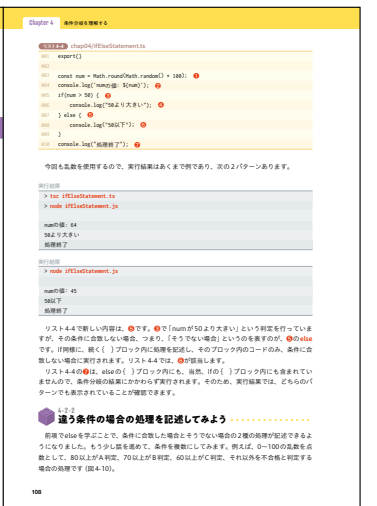 Chapter 4 条件分岐を理解する
リスト4-4 chap04/ifElseStatement.ts
001 export{}
002
003 const num = Math.round(Math.random() * 100); ❶
004 console.log(`numの値: ${num}`); ❷
005 if(num > 50) { ❸
006 console.log("50より大きい"); ❹
007 } else { ❺
008 console.log("50以下"); ❻
009 }
010 console.log("処理終了"); ❼
今回も乱数を使用するので、実行結果はあくまで例であり、次の2パターンあります。
実行結果
> tsc ifElseStatement.ts
> node ifElseStatement.js
numの値: 64
50より大きい
処理終了
実行結果
> node ifElseStatement.js
numの値: 45
50以下
処理終了
リスト4-4で新しい内容は、❺です。❸で「numが50より大きい」という判定を行っていま
すが、その条件に合致しない場合、つまり、「そうでない場合」というのを表すのが、❺のelse
です。if同様に、続く{ }ブロック内に処理を記述し、そのブロック内のコードのみ、条件に合
致しない場合に実行されます。リスト4-4では、❻が該当します。
リスト4-4の❼は、elseの{ }ブロック内にも、当然、ifの{ }ブロック内にも含まれてい
ませんので、条件分岐の結果にかかわらず実行されます。そのため、実行結果では、どちらのパ
ターンでも表示されていることが確認できます。
4-2-2
違う条件の場合の処理を記述してみよう
前項でelseを学ぶことで、条件に合致した場合とそうでない場合の2種の処理が記述できるよ
うになりました。もう少し話を進めて、条件を複数にしてみます。例えば、0〜100の乱数を点
数として、80以上がA判定、70以上がB判定、60以上がC判定、それ以外を不合格と判定する
場合の処理です(図4-10)。
108